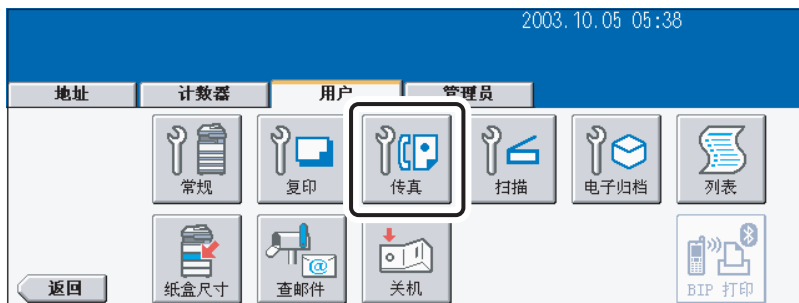 2003.10.05 05:38
地址 计数器 用户 管理员
常规 复印 传真 扫描 电子归档 列表
返回 纸盒尺寸 查邮件 关机 BIP 打印